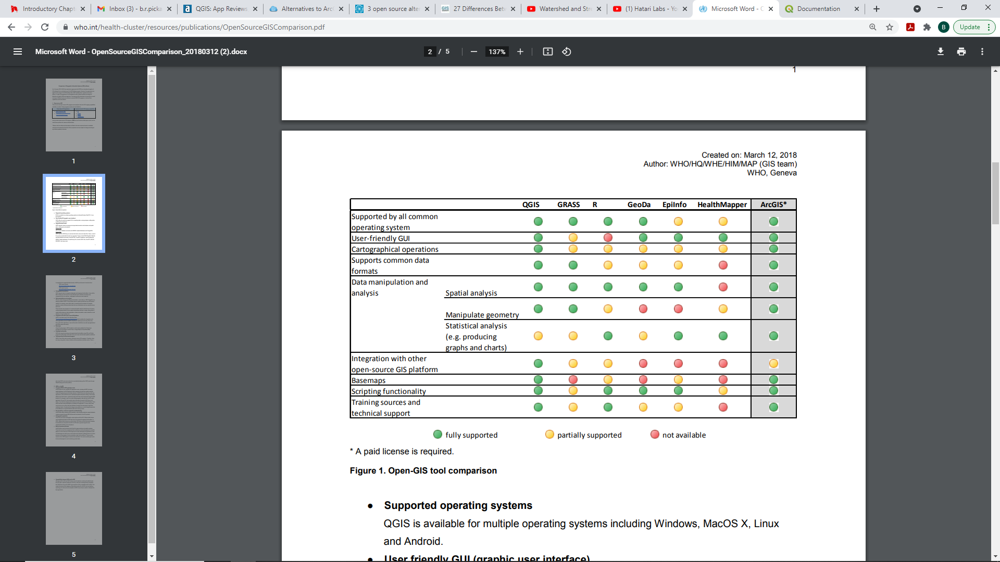 Introductory Chapt
Inbox (3) - b.r.picka
QGIS: App Reviews
Alternatives to Arc
3 open source alte
GIS 27 Differences Bet
Watershed and Stre
(1) Hatari Labs - Yo
Microsoft Word - O
Documentation
who.int/health-cluster/resources/publications/OpenSourceGISComparison.pdf
B
Update
Microsoft Word - OpenSourceGISComparison_20180312 (2).docx
2 / 5
137%
1
2
3
4
5
1
Created on: March 12, 2018
Author: WHO/HQ/WHE/HIM/MAP (GIS team)
WHO, Geneva
QGIS GRASS R GeoDa EpiInfo HealthMapper ArcGIS*
Supported by all common
operating system
User-friendly GUI
Cartographical operations
Supports common data
formats
Data manipulation and
analysis
Spatial analysis
Manipulate geometry
Statistical analysis
(e.g. producing
graphs and charts)
Integration with other
open-source GIS platform
Basemaps
Scripting functionality
Training sources and
technical support
fully supported partially supported not available
* A paid license is required.
Figure 1. Open-GIS tool comparison
• Supported operating systems
QGIS is available for multiple operating systems including Windows, MacOS X, Linux
and Android.
• User friendly GUI (graphic user interface)